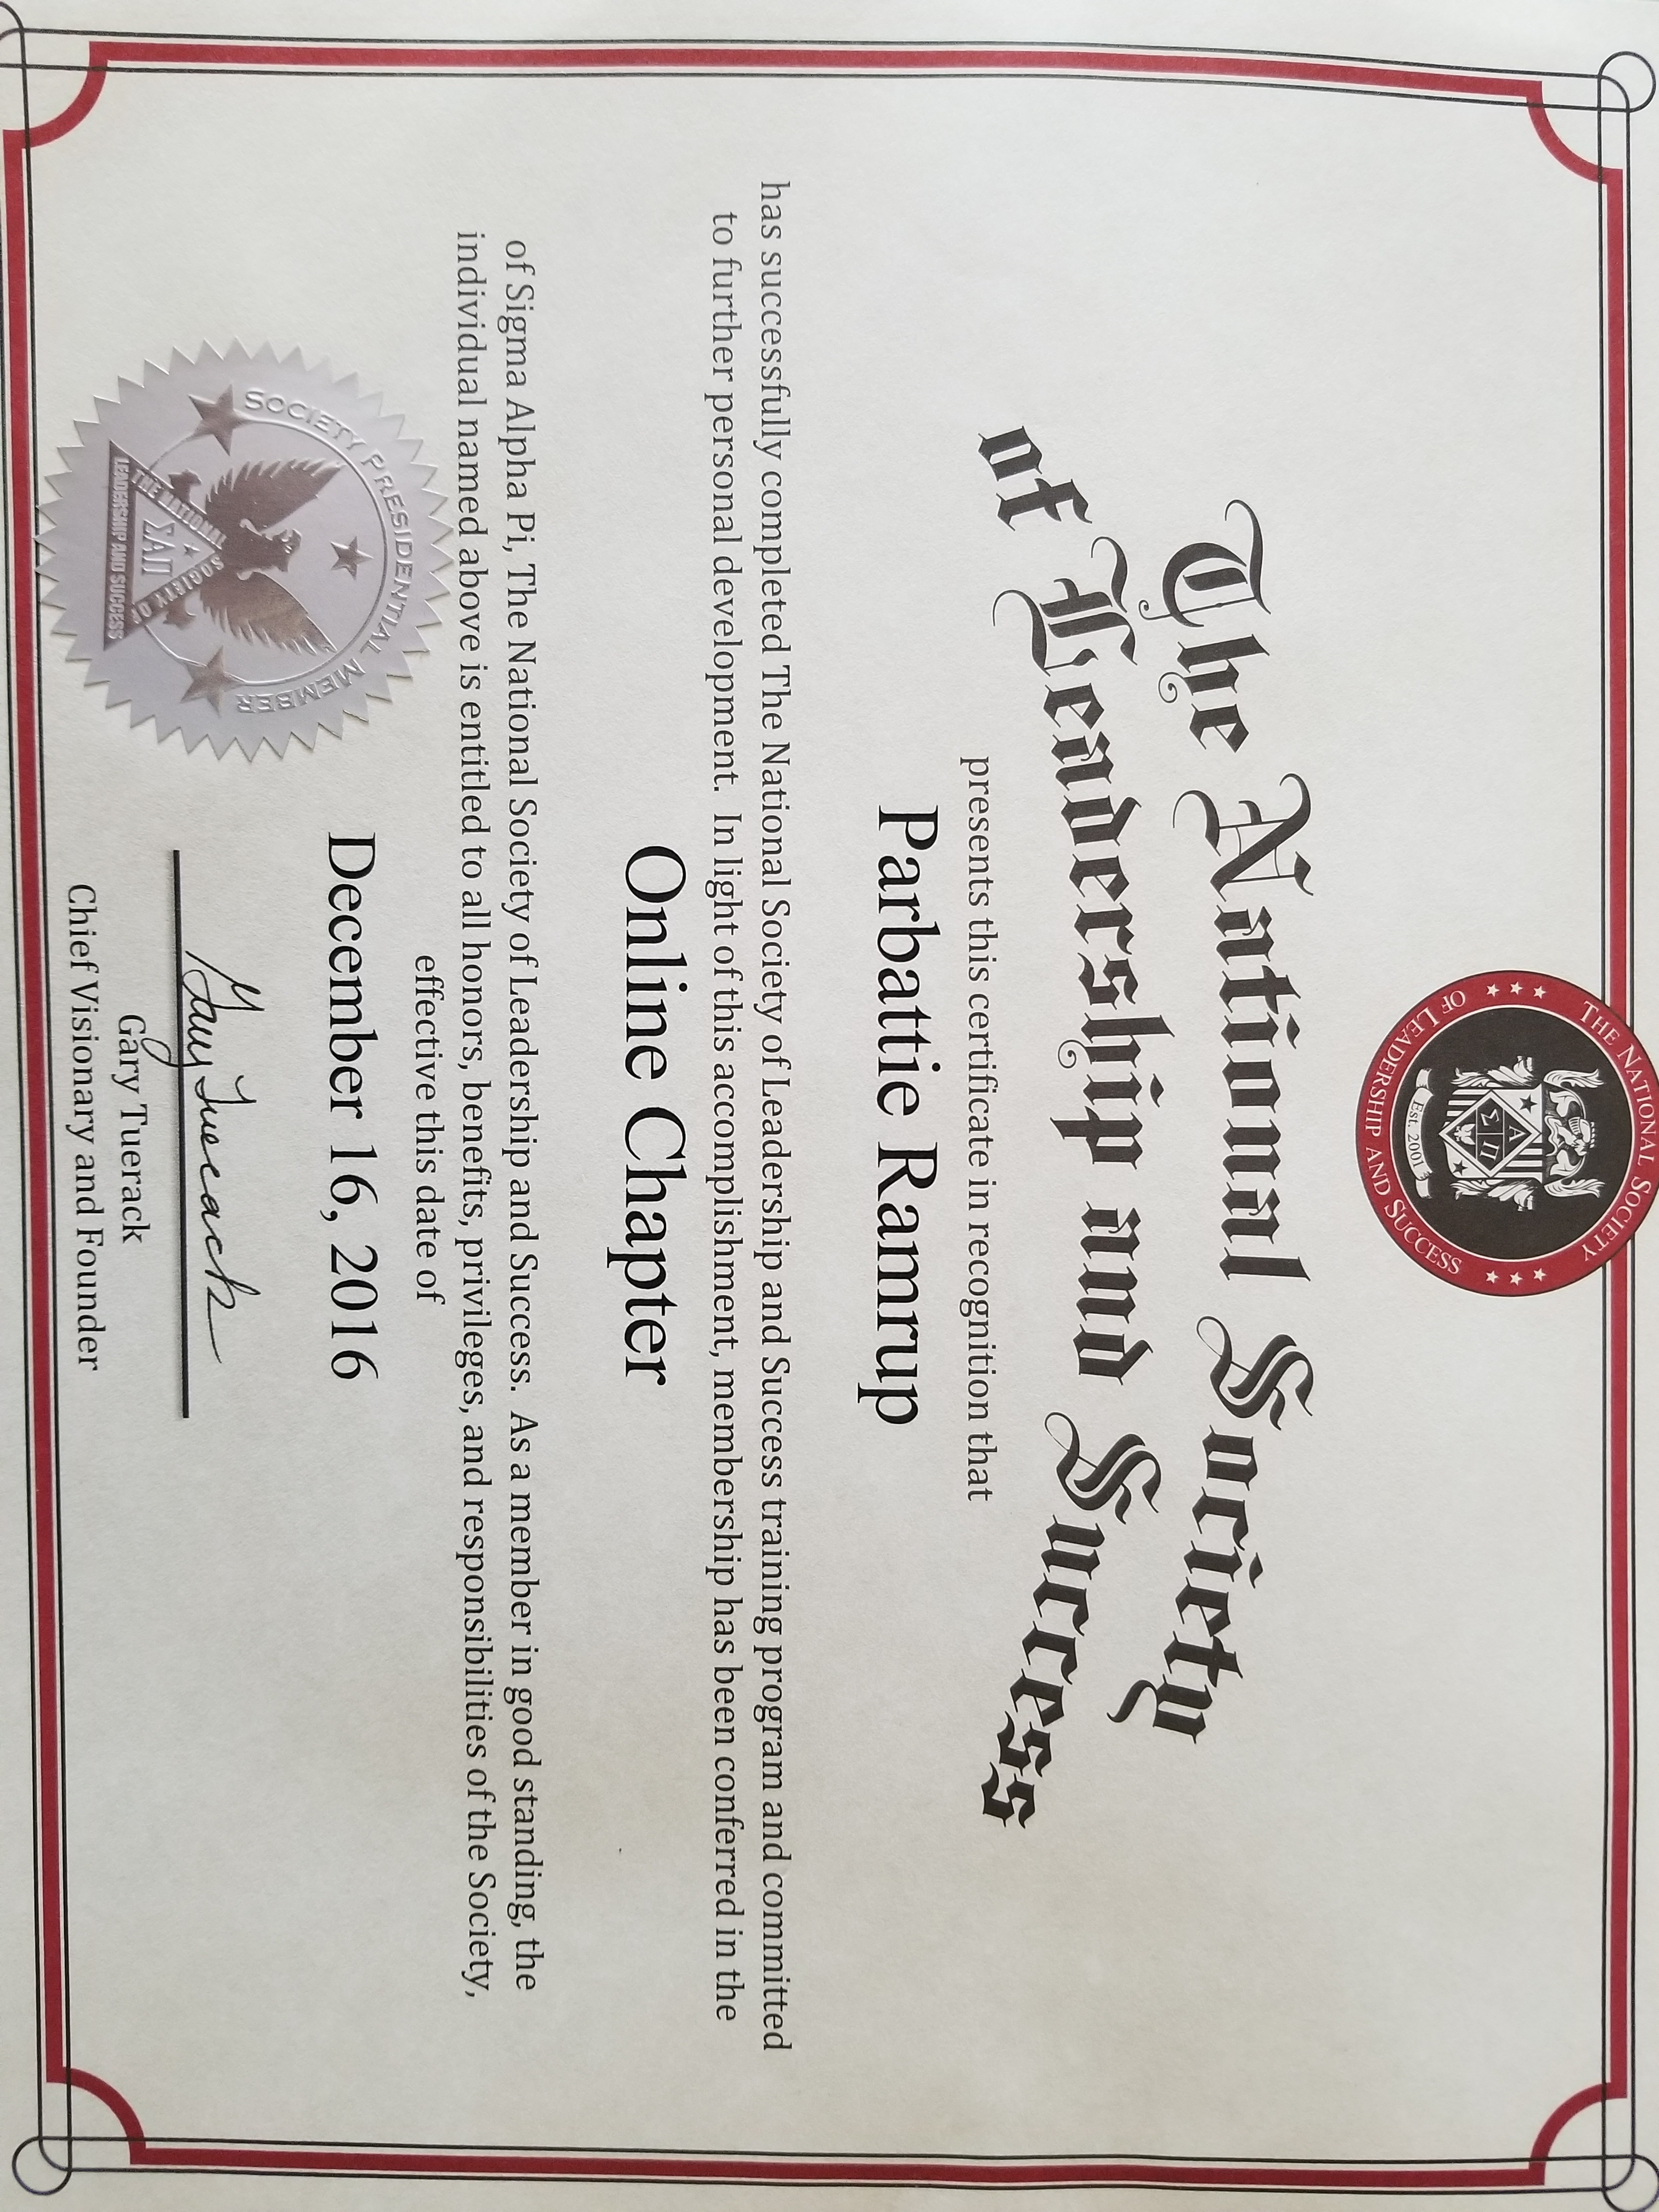 THE NATIONAL SOCIETY
OF LEADERSHIP AND SUCCESS
Α
Σ Π
Est. 2001
The National Society
of Leadership and Success
presents this certificate in recognition that
Parbattie Ramrup
has successfully completed The National Society of Leadership and Success training program and committed
to further personal development. In light of this accomplishment, membership has been conferred in the
Online Chapter
of Sigma Alpha Pi, The National Society of Leadership and Success. As a member in good standing, the
individual named above is entitled to all honors, benefits, privileges, and responsibilities of the Society,
effective this date of
December 16, 2016
Gary Tuerack
Gary Tuerack
Chief Visionary and Founder
SOCIETY PRESIDENTIAL MEMBER
THE NATIONAL SOCIETY OF
ΣΑΠ
LEADERSHIP AND SUCCESS